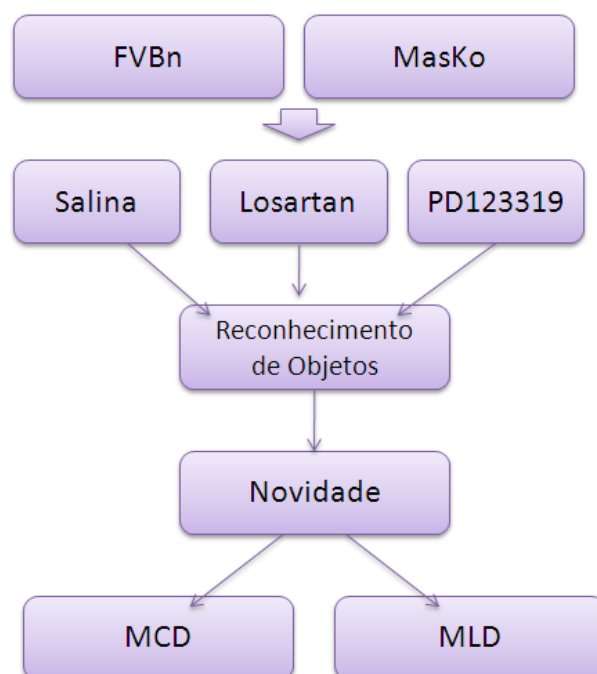 FVBn
MasKo
Salina
Losartan
PD123319
Reconhecimento
de Objetos
Novidade
MCD
MLD